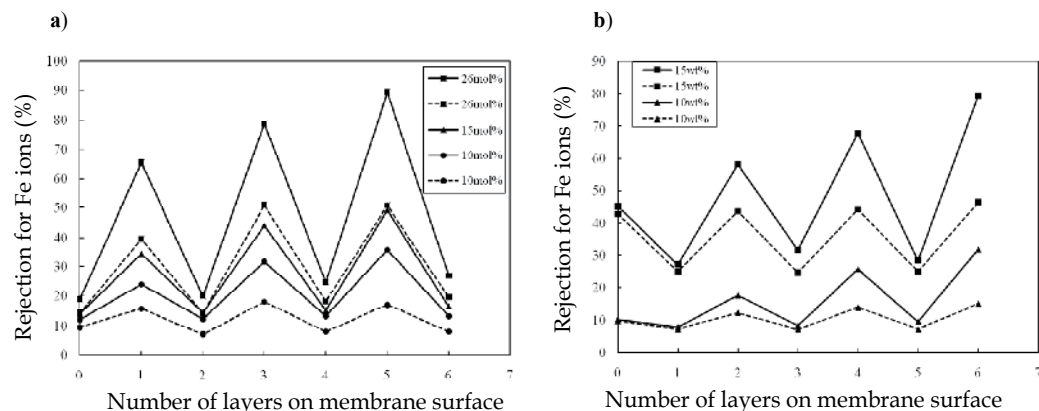 a)
b)
Rejection for Fe ions (%)
100
90
80
70
60
50
40
30
20
10
0
0 1 2 3 4 5 6 7
26mol%
26mol%
15mol%
10mol%
10mol%
Number of layers on membrane surface
Rejection for Fe ions (%)
90
80
70
60
50
40
30
20
10
0
0 1 2 3 4 5 6 7
15wt%
15wt%
10wt%
10wt%
Number of layers on membrane surface